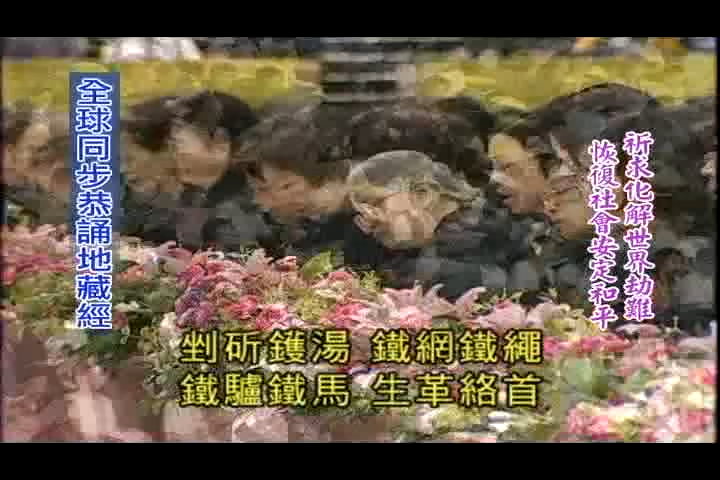 全球同步恭誦地藏經
祈求化解世界劫難
恢復社會安定和平
剉斫鑊湯 鐵網鐵繩
鐵驢鐵馬 生革絡首